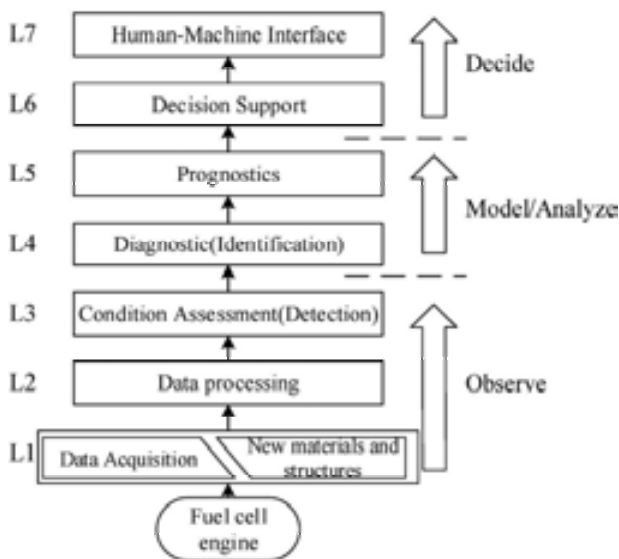 L7 Human-Machine Interface
Decide
L6 Decision Support
L5 Prognostics
Model/Analyze
L4 Diagnostic(Identification)
L3 Condition Assessment(Detection)
L2 Data processing
Observe
L1 Data Acquisition
New materials and
structures
Fuel cell
engine